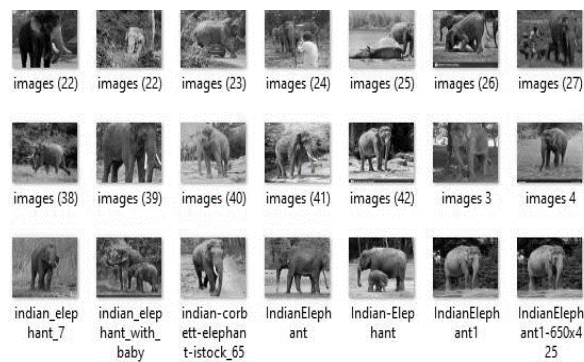 images (22) images (22) images (23) images (24) images (25) images (26) images (27)
images (38) images (39) images (40) images (41) images (42) images 3 images 4
indian_elep indian_elep indian-corb IndianEleph Indian-Elep IndianEleph IndianEleph
hant_7 hant_with_ ett-elephan ant hant ant1 ant1-650x4
baby t-istock_65 25